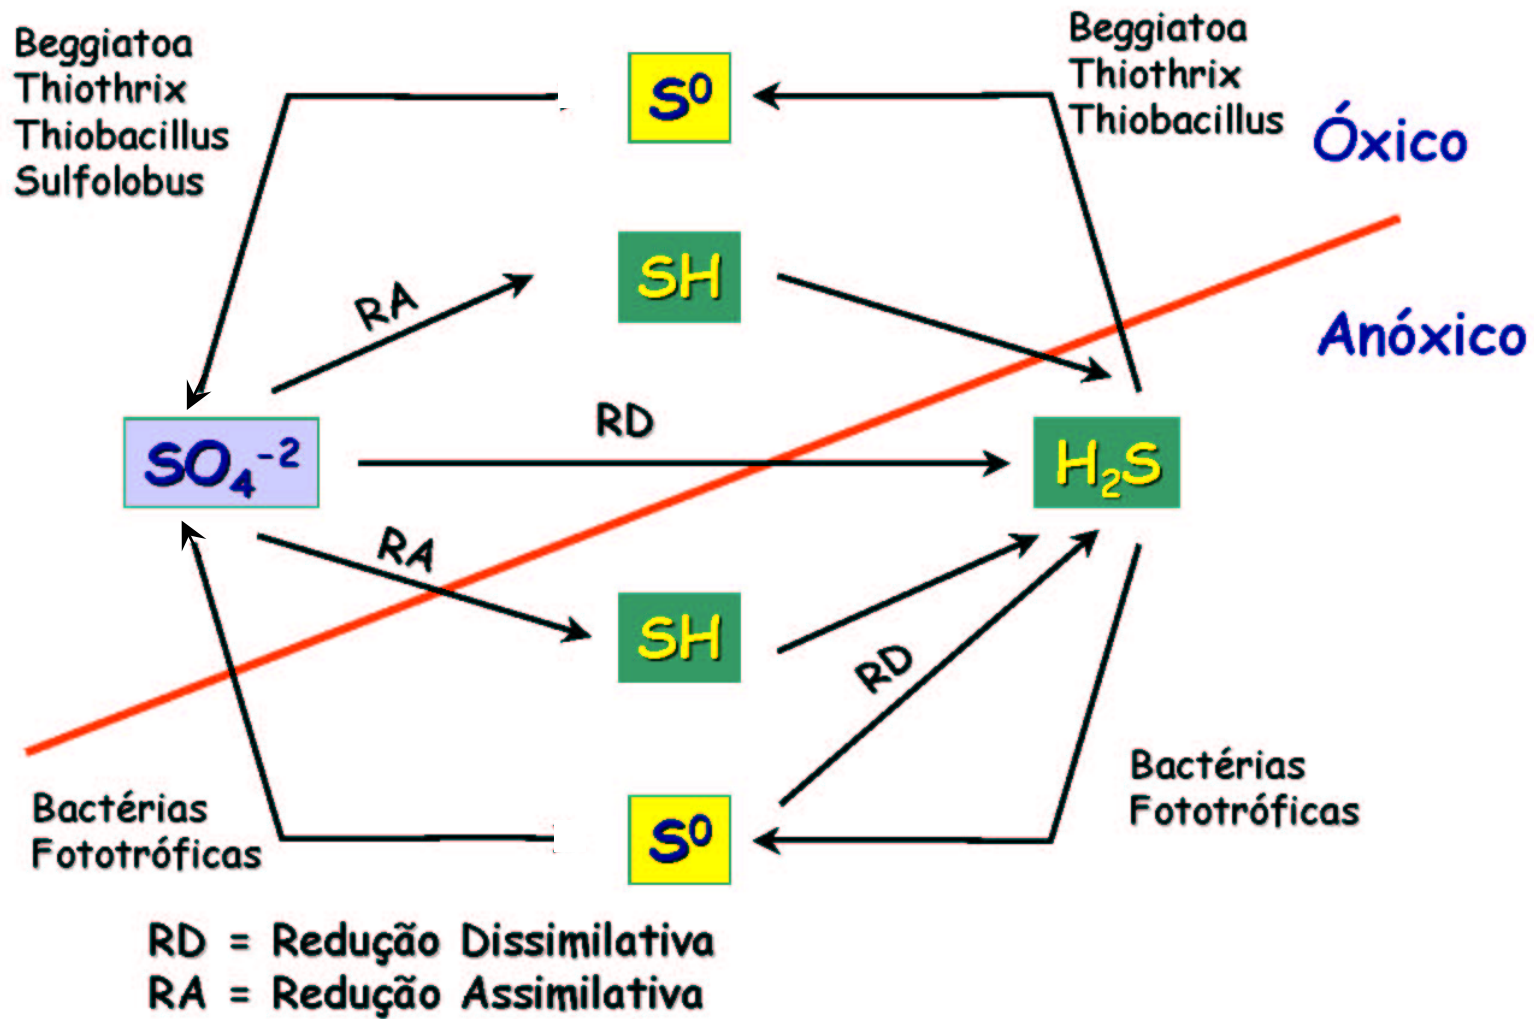 Beggiatoa
Thiothrix
Thiobacillus
Sulfolobus
S⁰
Beggiatoa
Thiothrix
Thiobacillus
Óxico
SH
RA
Anóxico
RD
SO₄⁻²
H₂S
RA
SH
RD
Bactérias
Fototróficas
S⁰
Bactérias
Fototróficas
RD = Redução Dissimilativa
RA = Redução Assimilativa